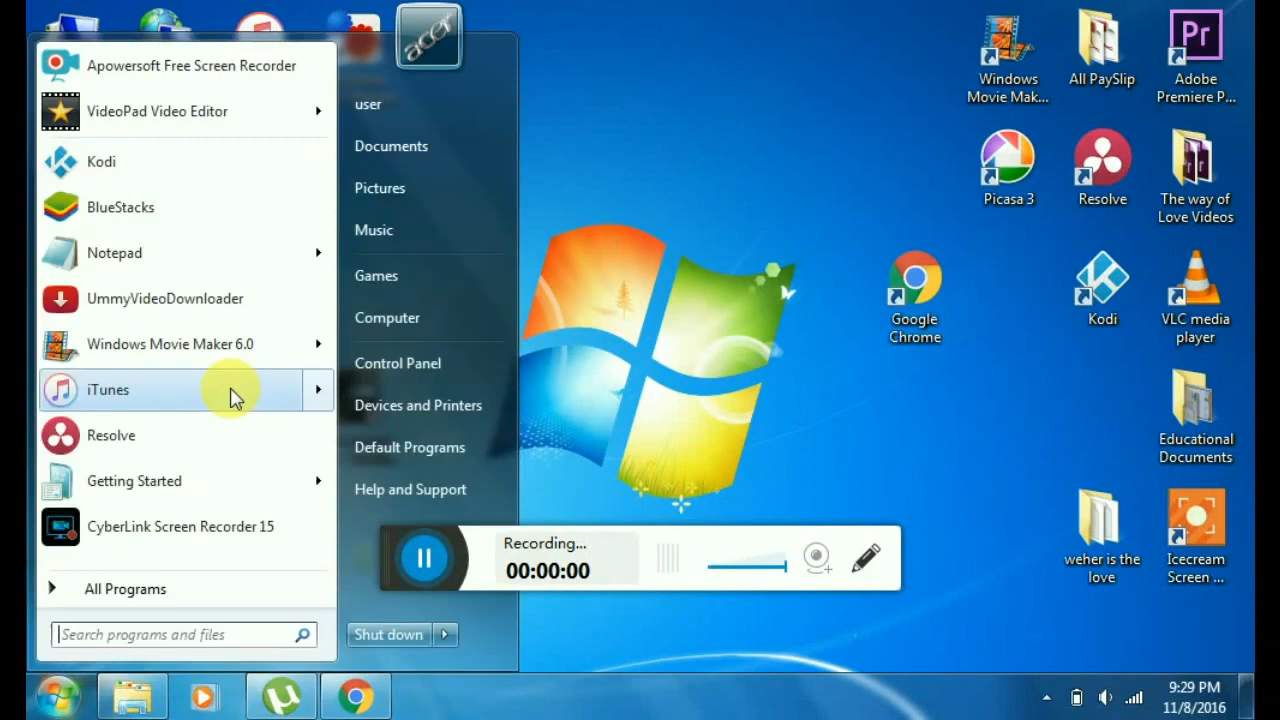 Apowersoft Free Screen Recorder
VideoPad Video Editor
Kodi
BlueStacks
Notepad
UmmyVideoDownloader
Windows Movie Maker 6.0
iTunes
Resolve
Getting Started
CyberLink Screen Recorder 15
All Programs
Search programs and files
acer
user
Documents
Pictures
Music
Games
Computer
Control Panel
Devices and Printers
Default Programs
Help and Support
Shut down
Recording...
00:00:00
Windows
Movie Mak...
All PaySlip
Pr
Adobe
Premiere P...
Picasa 3
Resolve
The way of
Love Videos
Google
Chrome
Kodi
VLC media
player
Educational
Documents
weher is the
love
Icecream
Screen ...
9:29 PM
11/8/2016